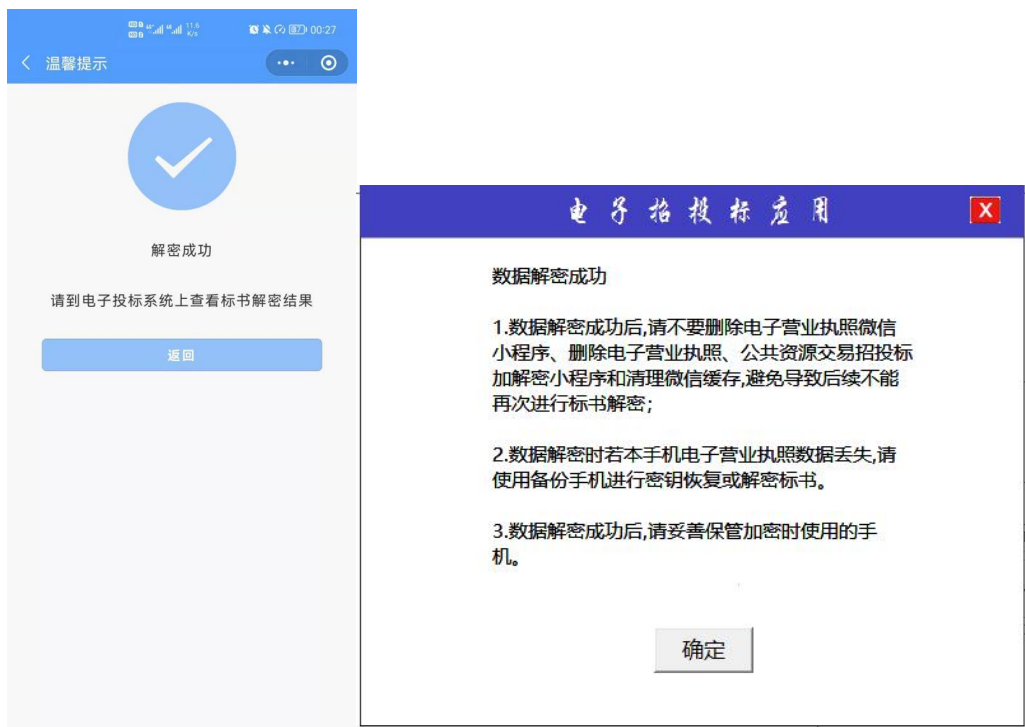 11.6
K/s
87
00:27
温馨提示
解密成功
请到电子投标系统上查看标书解密结果
返回
电子招投标应用
X
数据解密成功
1.数据解密成功后,请不要删除电子营业执照微信
小程序、删除电子营业执照、公共资源交易招投标
加解密小程序和清理微信缓存,避免导致后续不能
再次进行标书解密;
2.数据解密时若本手机电子营业执照数据丢失,请
使用备份手机进行密钥恢复或解密标书。
3.数据解密成功后,请妥善保管加密时使用的手
机。
确定